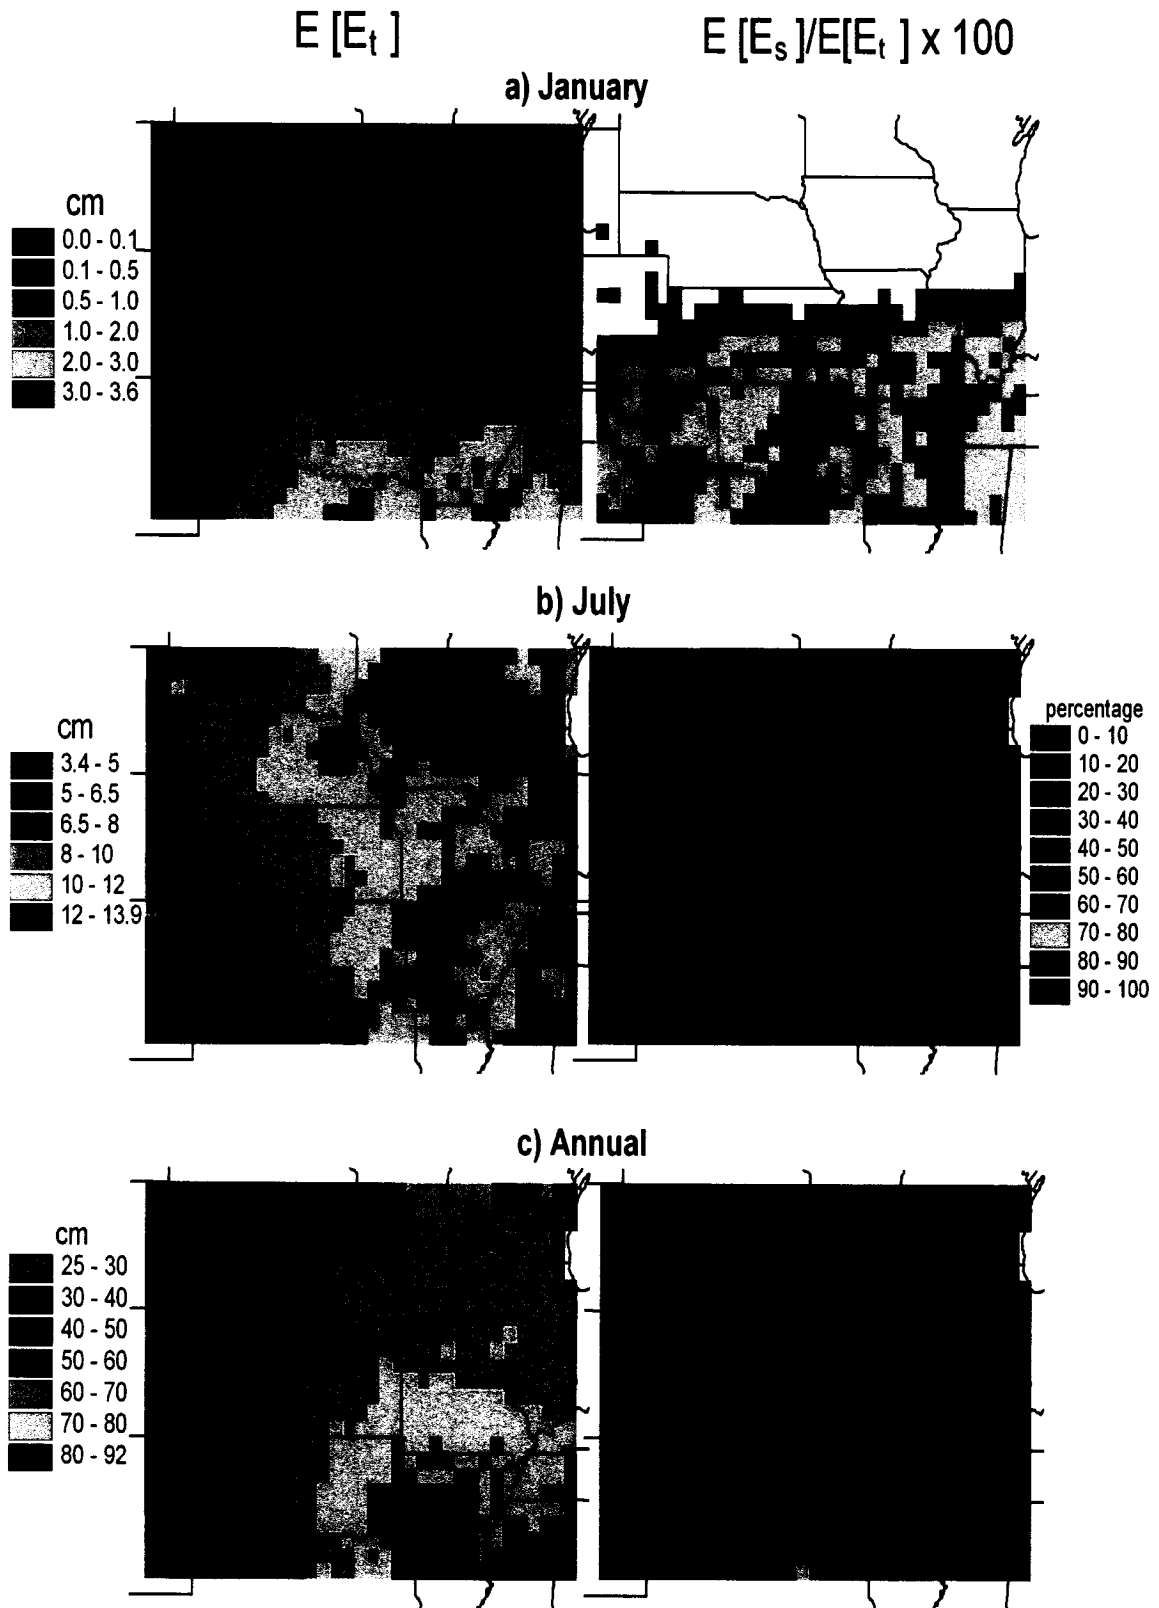 E [Eₜ ]
E [Eₛ ]/E[Eₜ ] x 100
a) January
cm
0.0 - 0.1
0.1 - 0.5
0.5 - 1.0
1.0 - 2.0
2.0 - 3.0
3.0 - 3.6
b) July
cm
3.4 - 5
5 - 6.5
6.5 - 8
8 - 10
10 - 12
12 - 13.9
percentage
0 - 10
10 - 20
20 - 30
30 - 40
40 - 50
50 - 60
60 - 70
70 - 80
80 - 90
90 - 100
c) Annual
cm
25 - 30
30 - 40
40 - 50
50 - 60
60 - 70
70 - 80
80 - 92